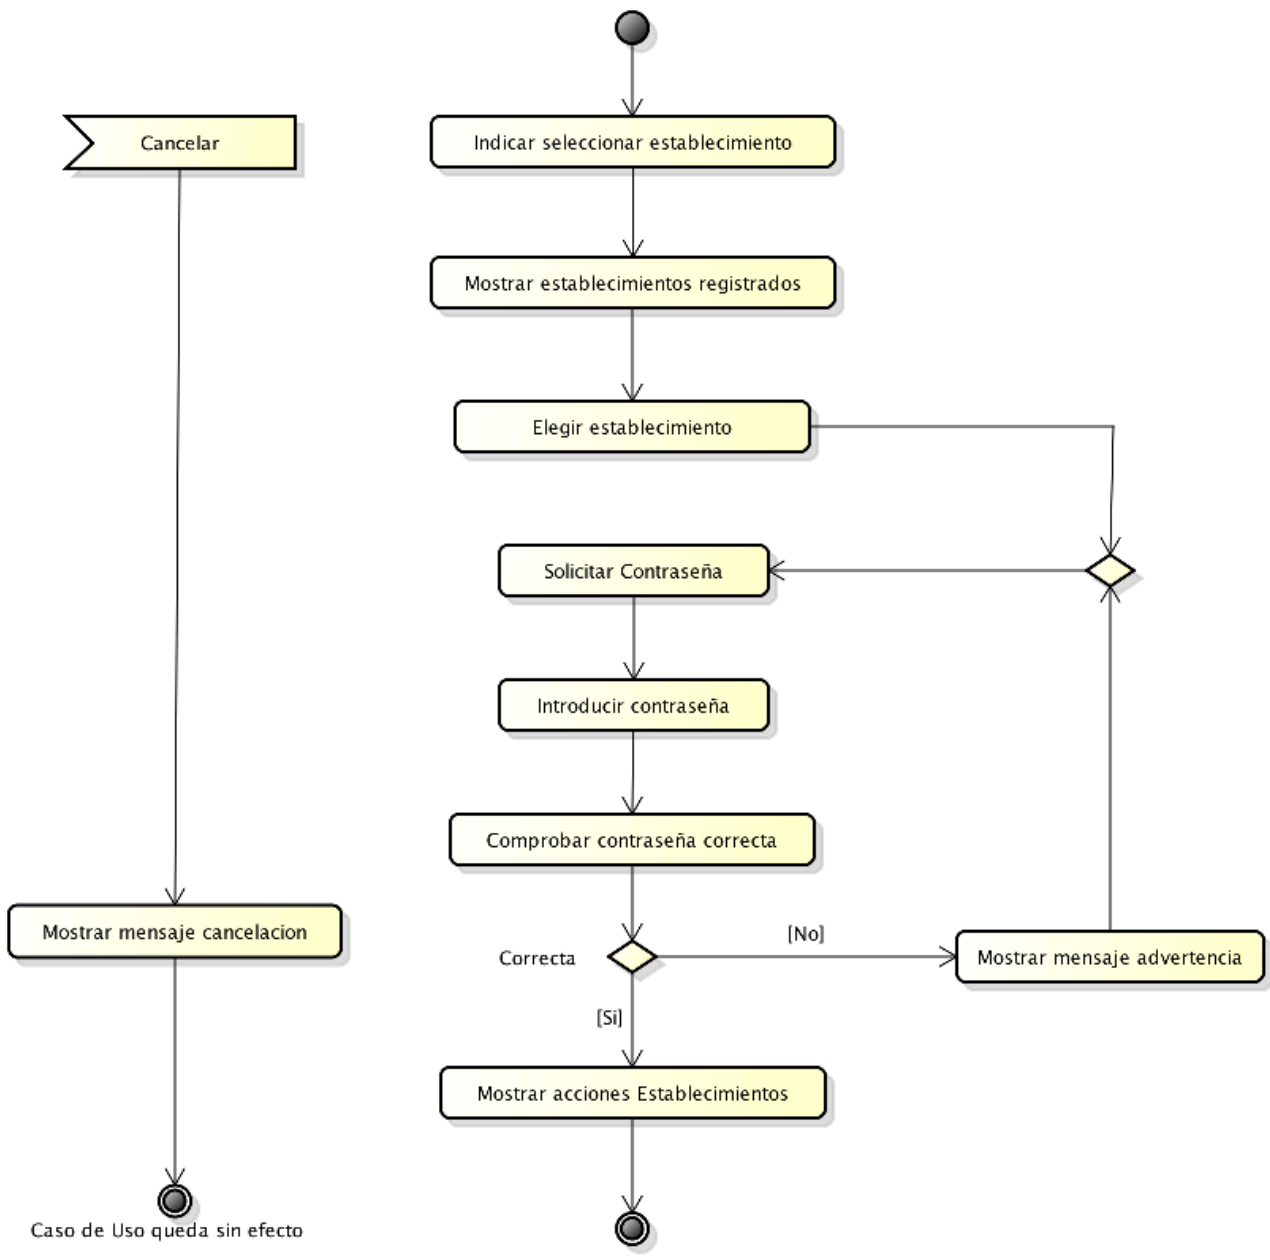 Cancelar
Indicar seleccionar establecimiento
Mostrar establecimientos registrados
Elegir establecimiento
Solicitar Contraseña
Introducir contraseña
Comprobar contraseña correcta
Mostrar mensaje cancelacion
Correcta
[No]
Mostrar mensaje advertencia
[Si]
Mostrar acciones Establecimientos
Caso de Uso queda sin efecto